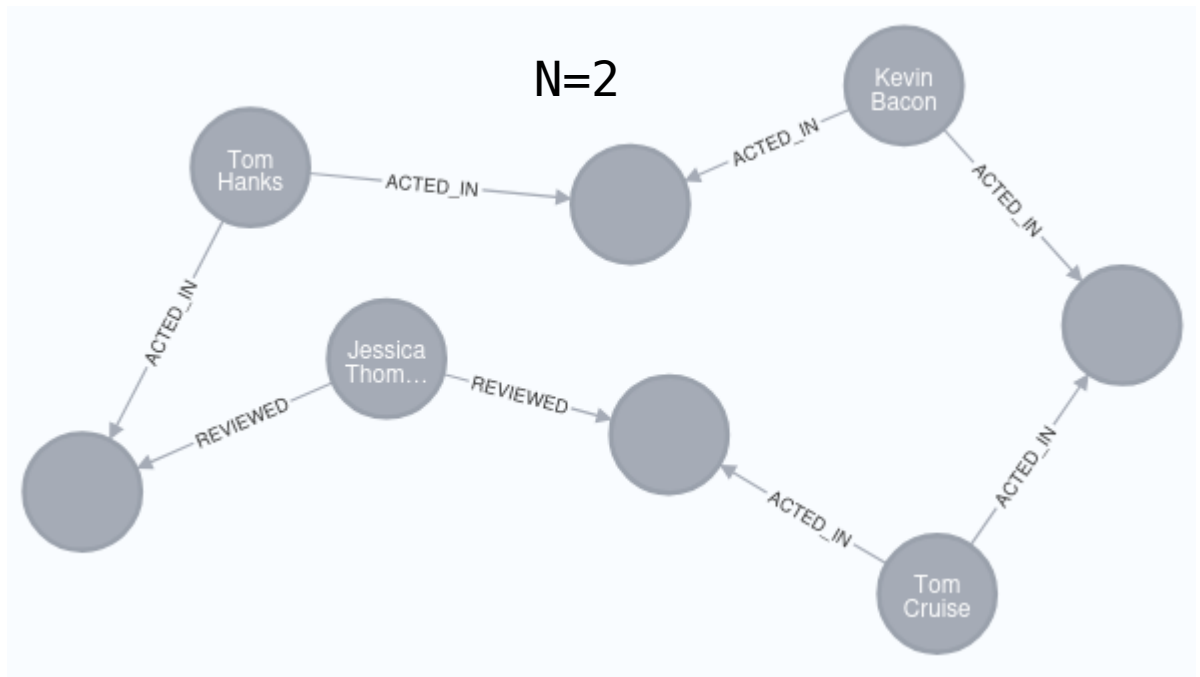 N=2
Kevin
Bacon
ACTED_IN
Tom
Hanks
ACTED_IN
ACTED_IN
ACTED_IN
Jessica
Thom…
REVIEWED
REVIEWED
ACTED_IN
ACTED_IN
Tom
Cruise